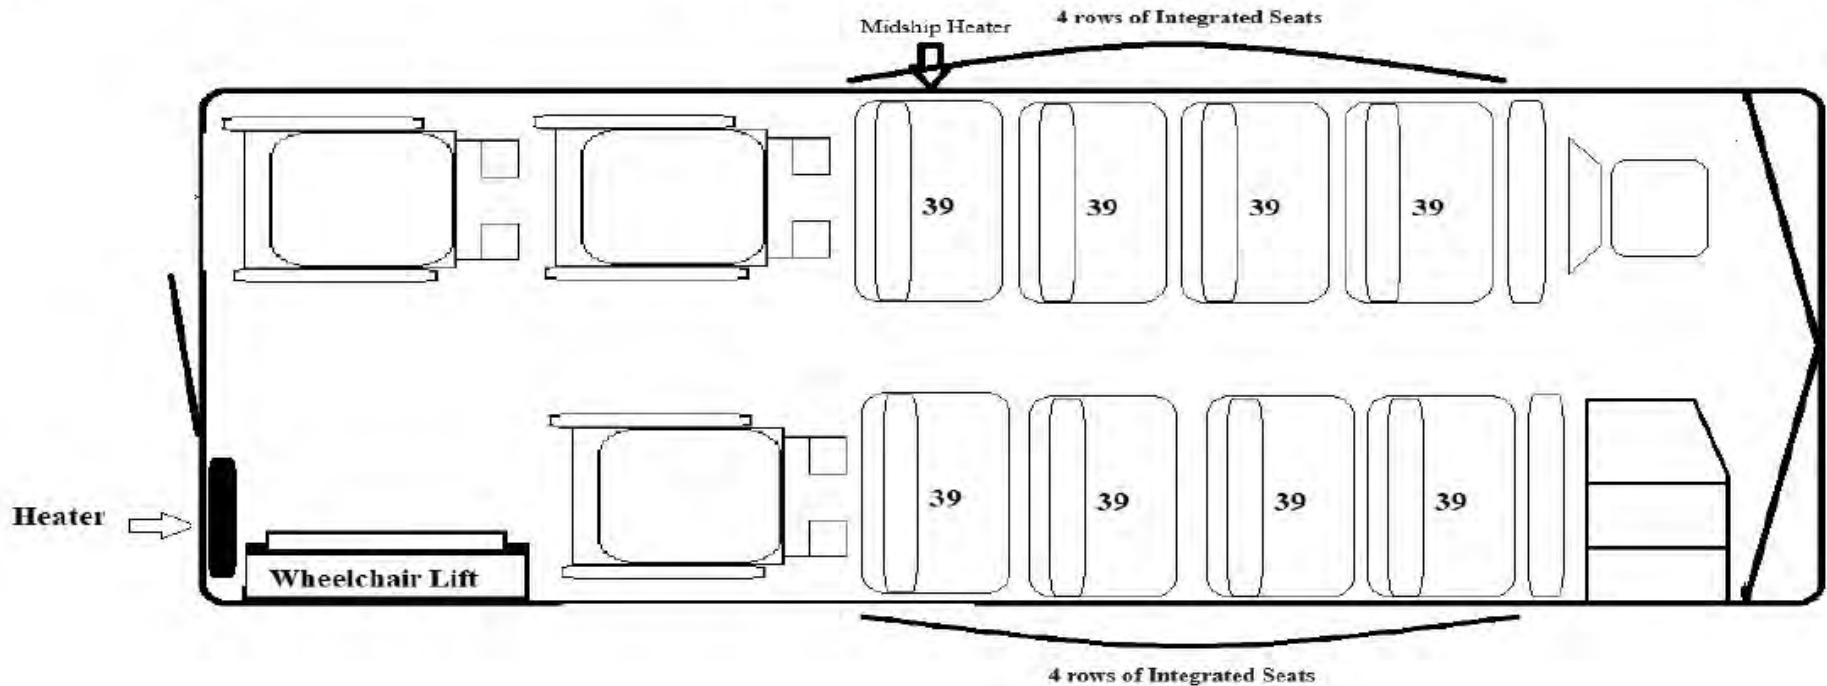 4 rows of Integrated Seats
Midship Heater
39 39 39 39
39 39 39 39
Heater
Wheelchair Lift
4 rows of Integrated Seats